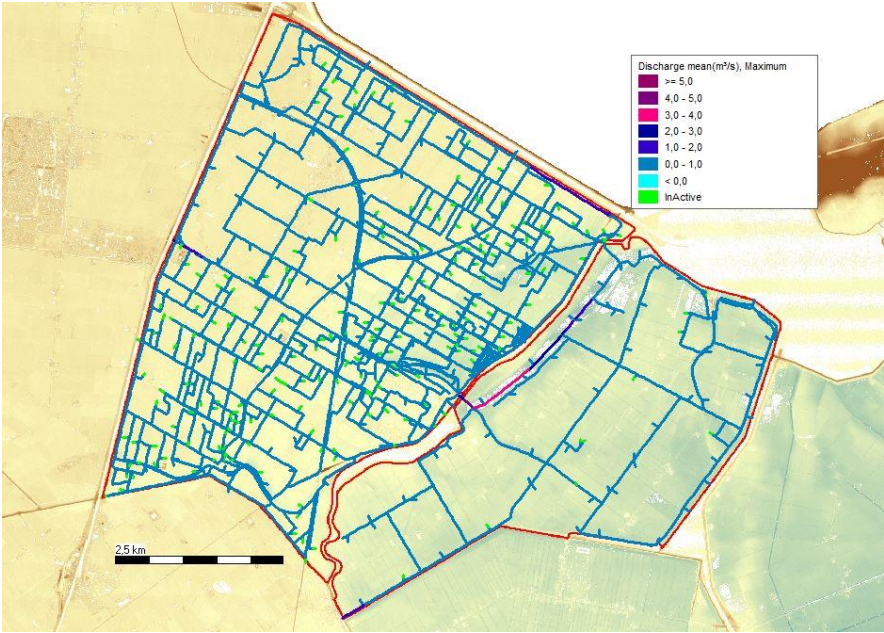 Discharge mean(m³/s), Maximum
>= 5,0
4,0 - 5,0
3,0 - 4,0
2,0 - 3,0
1,0 - 2,0
0,0 - 1,0
< 0,0
InActive
2,5 km